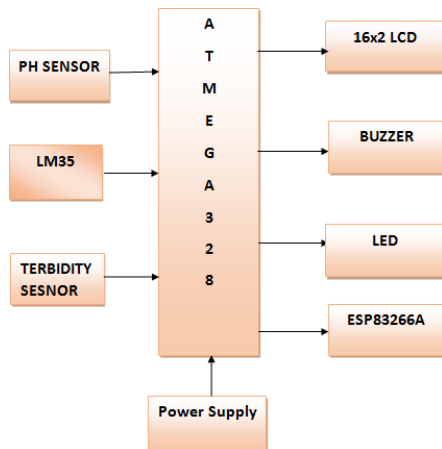 PH SENSOR
LM35
TERBIDITY
SESNOR
A
T
M
E
G
A
3
2
8
16x2 LCD
BUZZER
LED
ESP83266A
Power Supply